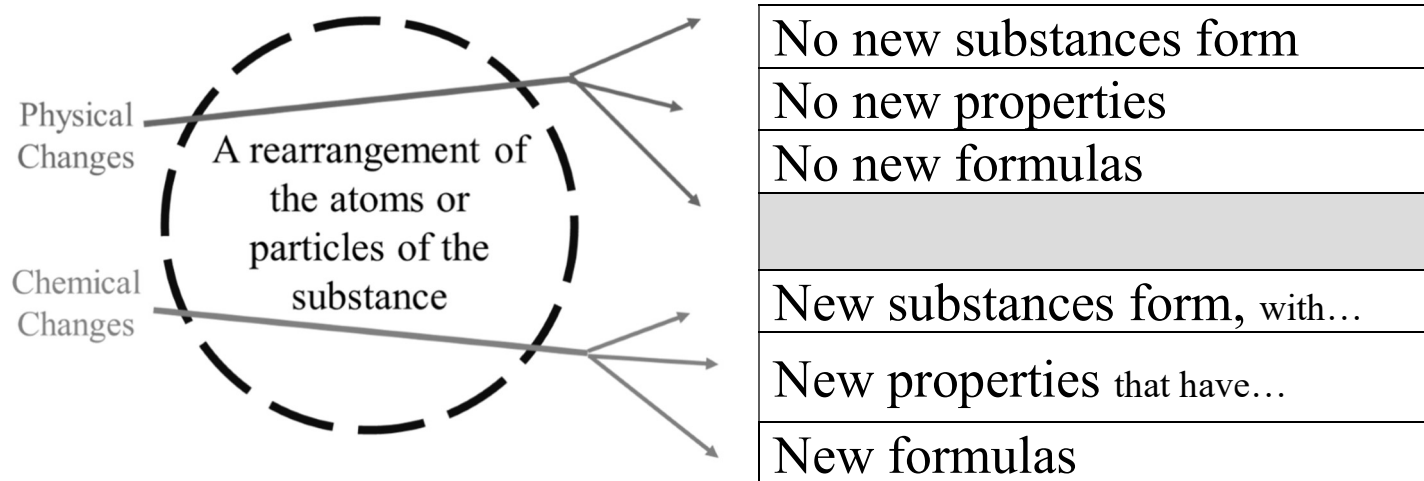 Physical
Changes
A rearrangement of
the atoms or
particles of the
substance
Chemical
Changes
No new substances form
No new properties
No new formulas
New substances form, with…
New properties that have…
New formulas